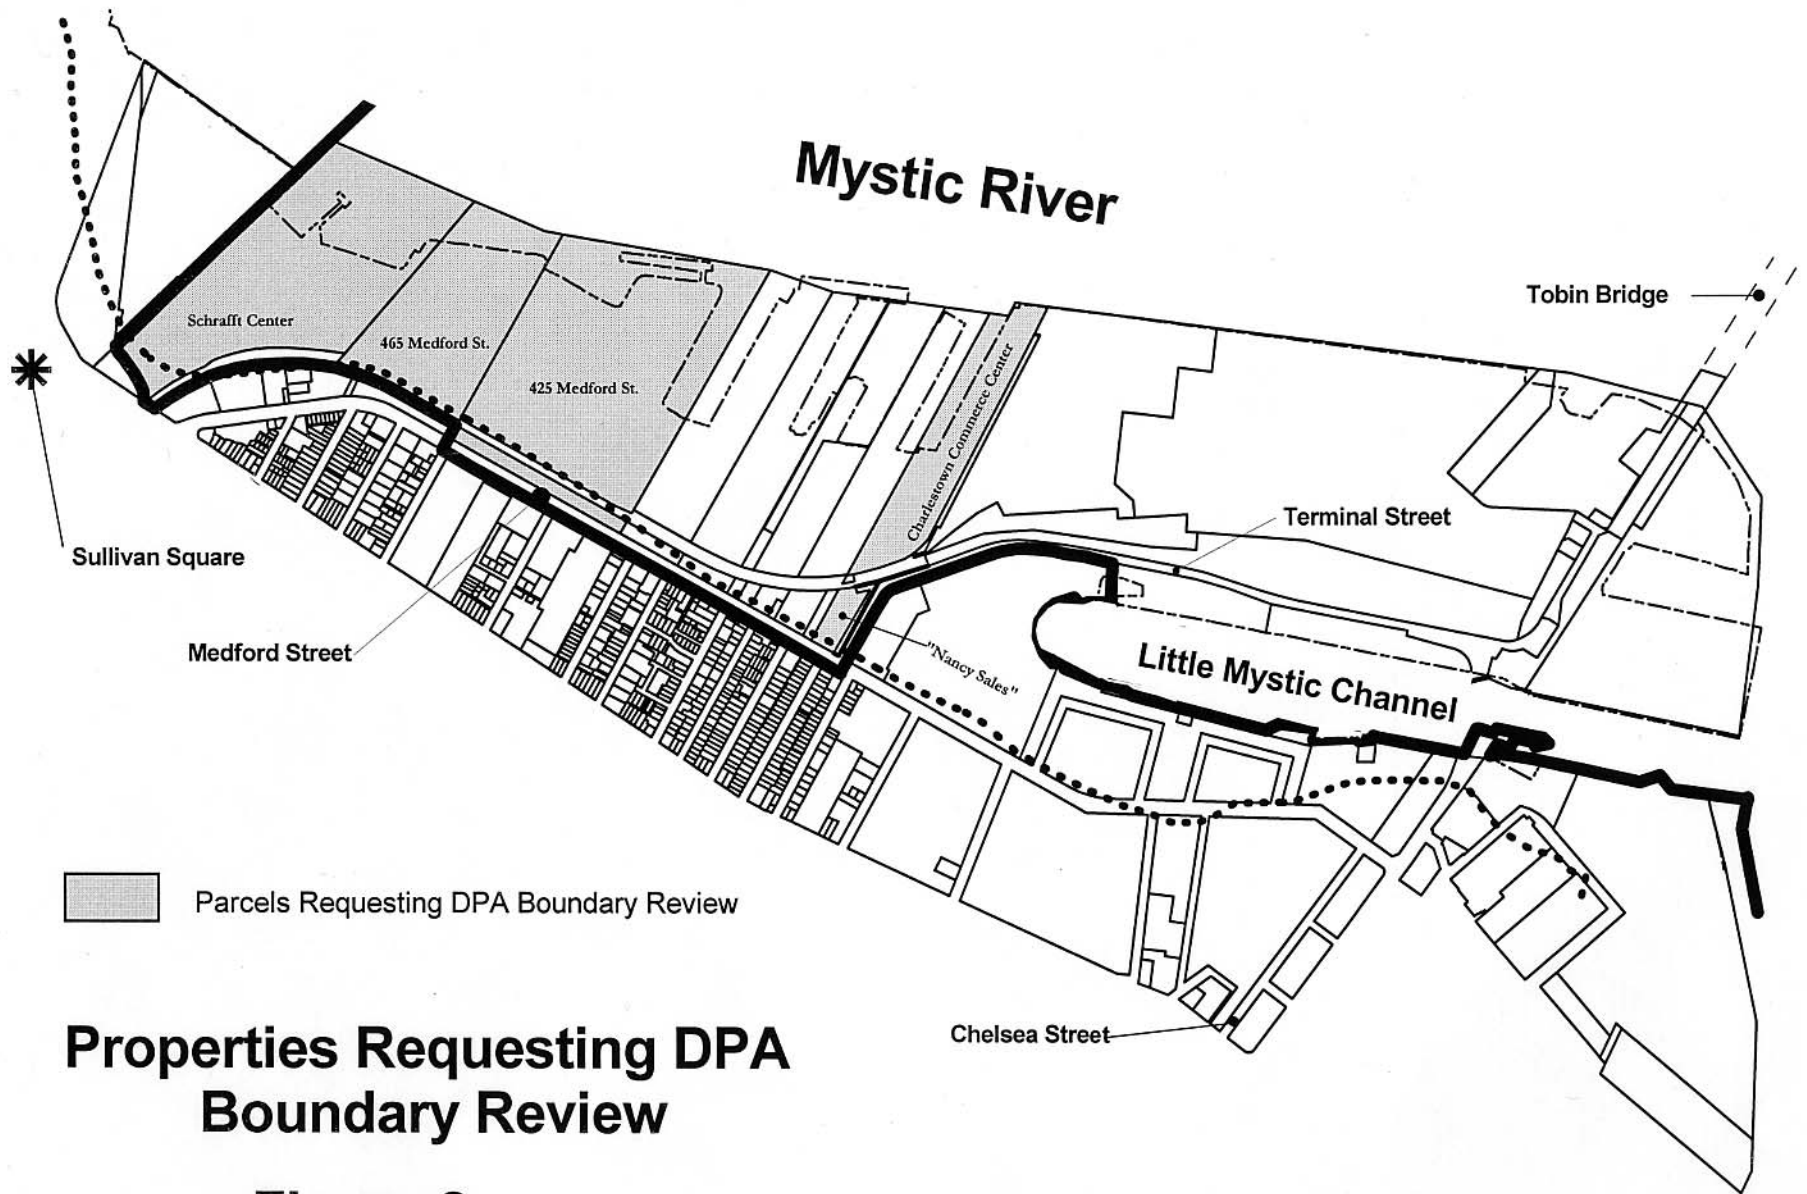 Mystic River
Tobin Bridge
Schrafft Center
465 Medford St.
425 Medford St.
Charlestown Commerce Center
Terminal Street
Sullivan Square
Medford Street
"Nancy Sales"
Little Mystic Channel
Parcels Requesting DPA Boundary Review
Chelsea Street
Properties Requesting DPA
Boundary Review